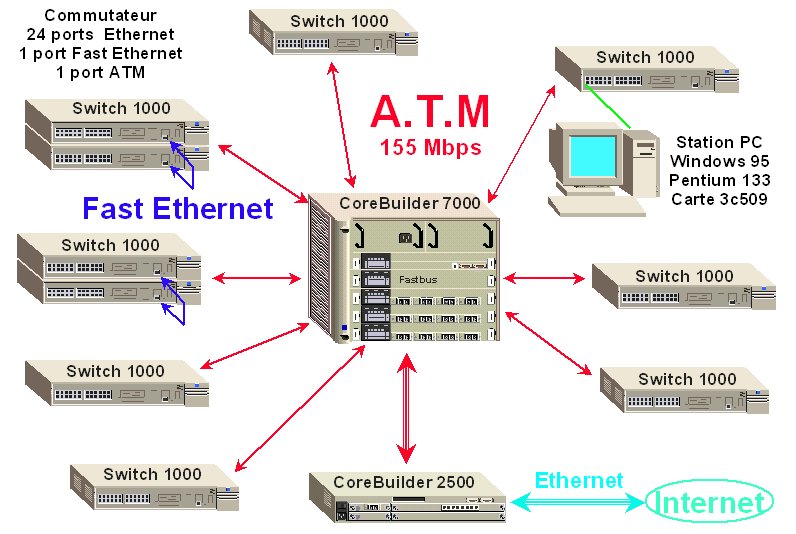 Commutateur
24 ports Ethernet
1 port Fast Ethernet
1 port ATM
Switch 1000
Switch 1000
Switch 1000
A.T.M
155 Mbps
Station PC
Windows 95
Pentium 133
Carte 3c509
Fast Ethernet
CoreBuilder 7000
Switch 1000
Fastbus
Switch 1000
Switch 1000
Switch 1000
Switch 1000
CoreBuilder 2500
Ethernet
Internet